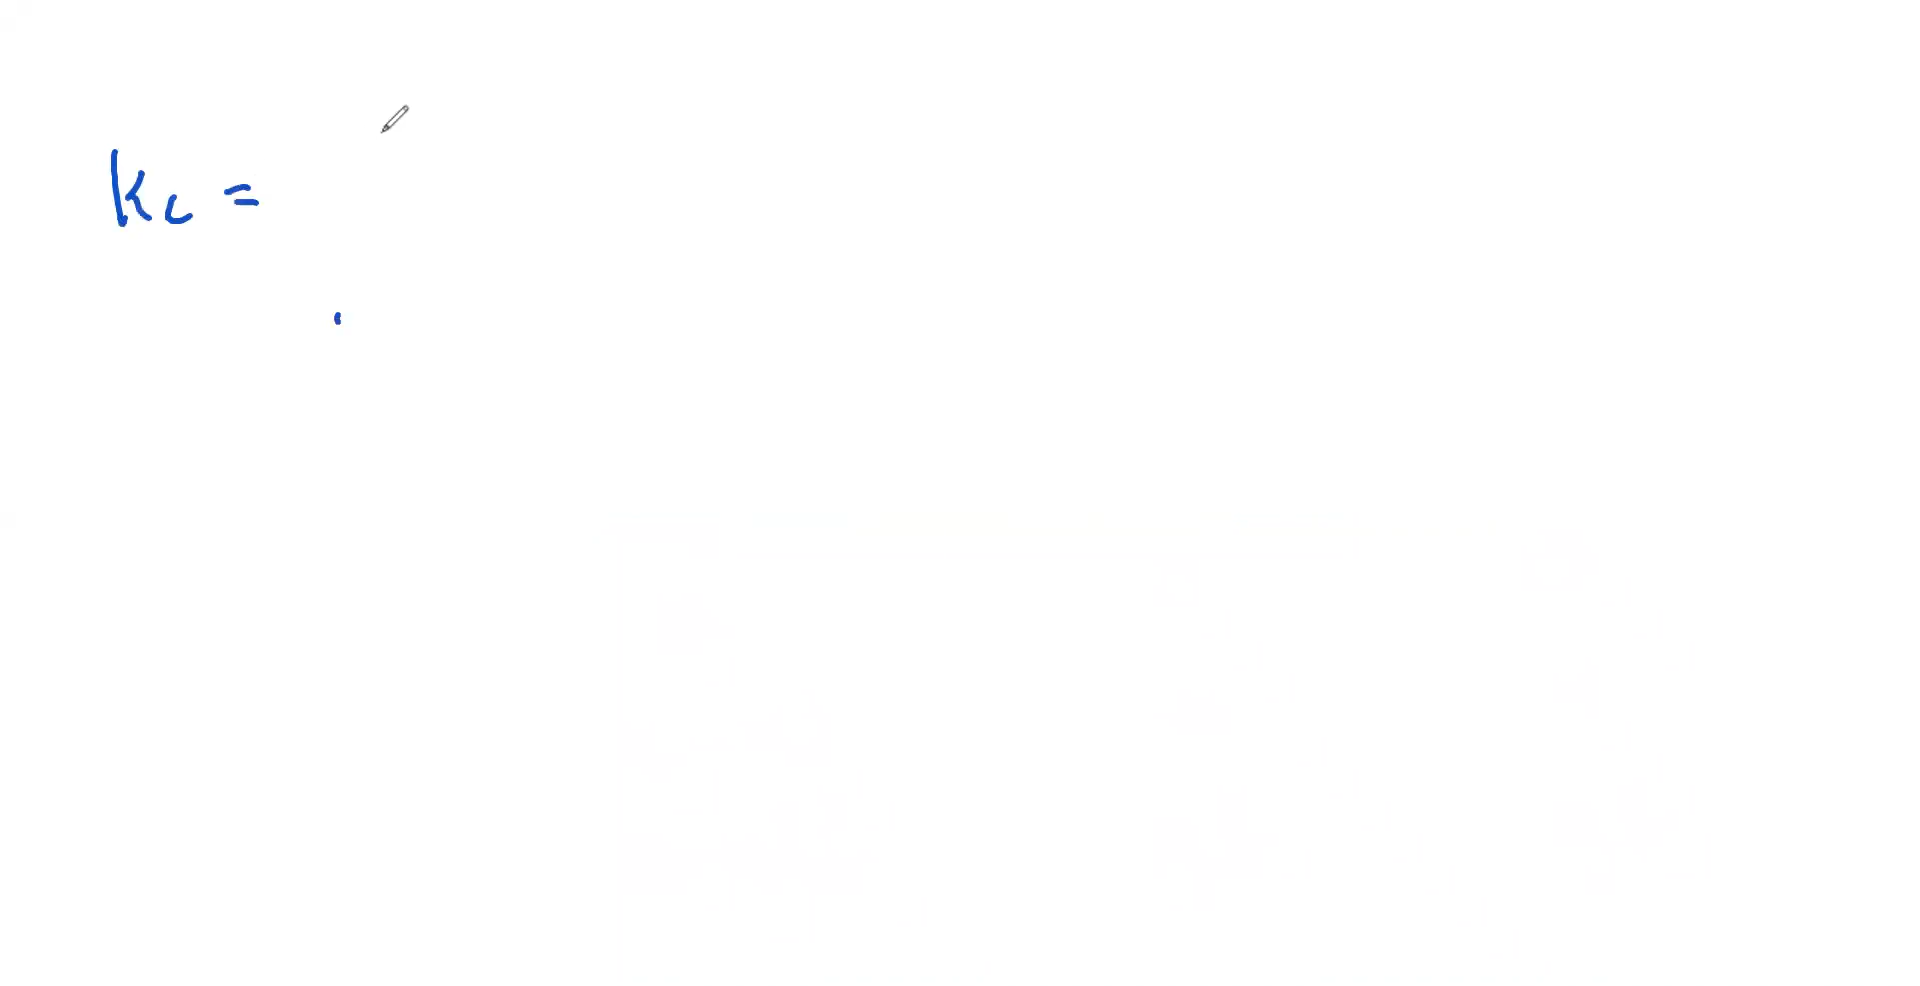 Kc =
.